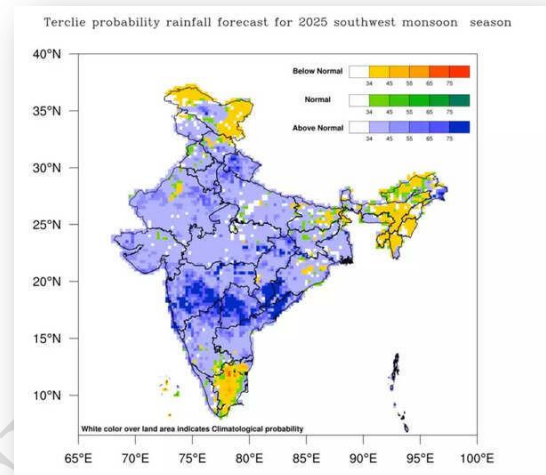 Terclie probability rainfall forecast for 2025 southwest monsoon season
40°N
35°N
30°N
25°N
20°N
15°N
10°N
Below Normal
34 45 55 65 75
Normal
34 45 55 65 75
Above Normal
34 45 55 65 75
White color over land area indicates Climatological probability
65°E 70°E 75°E 80°E 85°E 90°E 95°E 100°E